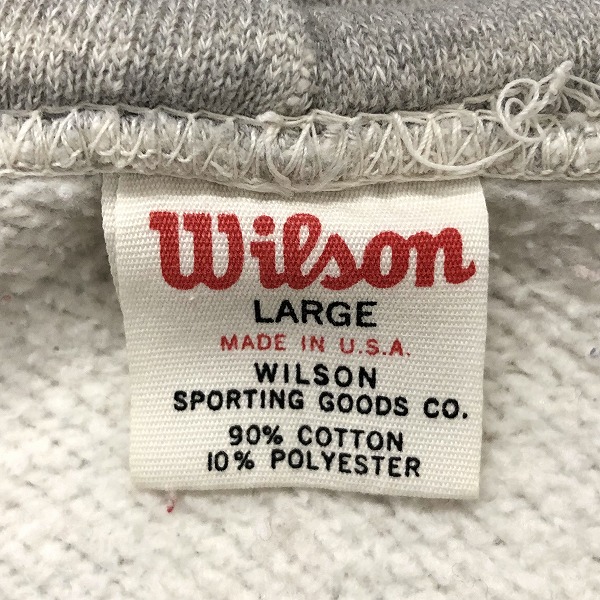 Wilson
LARGE
MADE IN U.S.A.
WILSON
SPORTING GOODS CO.
90% COTTON
10% POLYESTER